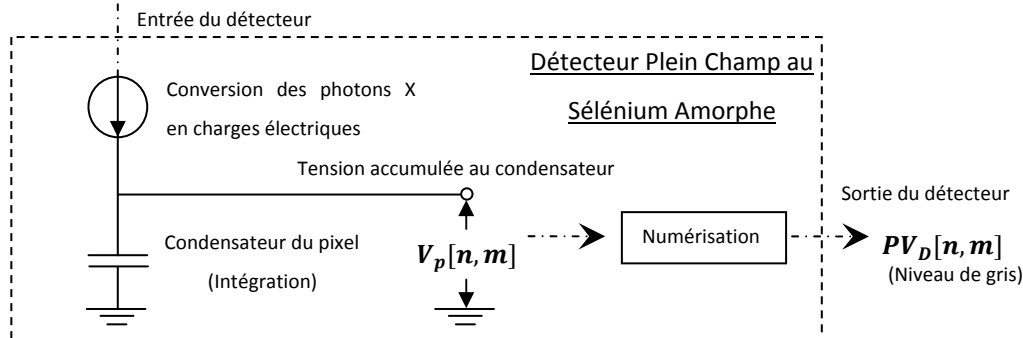 Entrée du détecteur
Détecteur Plein Champ au
Sélénium Amorphe
Conversion des photons X
en charges électriques
Tension accumulée au condensateur
Sortie du détecteur
Condensateur du pixel
(Intégration)
V_p[n, m]
Numérisation
PV_D[n, m]
(Niveau de gris)